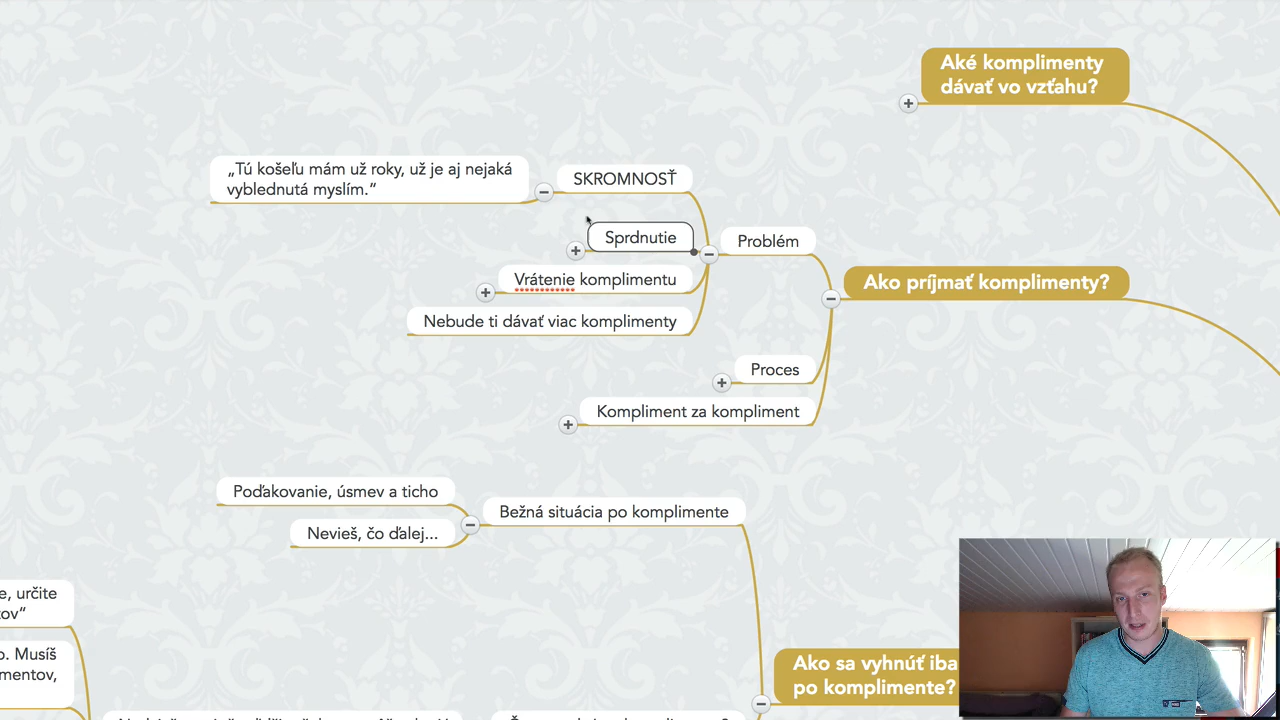 Aké komplimenty
dávať vo vzťahu?
„Tú košeľu mám už roky, už je aj nejaká
vyblednutá myslím.“
SKROMNOSŤ
Sprdnutie
Problém
Vrátenie komplimentu
Nebude ti dávať viac komplimenty
Ako príjmať komplimenty?
Proces
Kompliment za kompliment
Poďakovanie, úsmev a ticho
Bežná situácia po komplimente
Nevieš, čo ďalej...
e, určite
tov“
o. Musíš
mentov,
Ako sa vyhnúť iba
po komplimente?